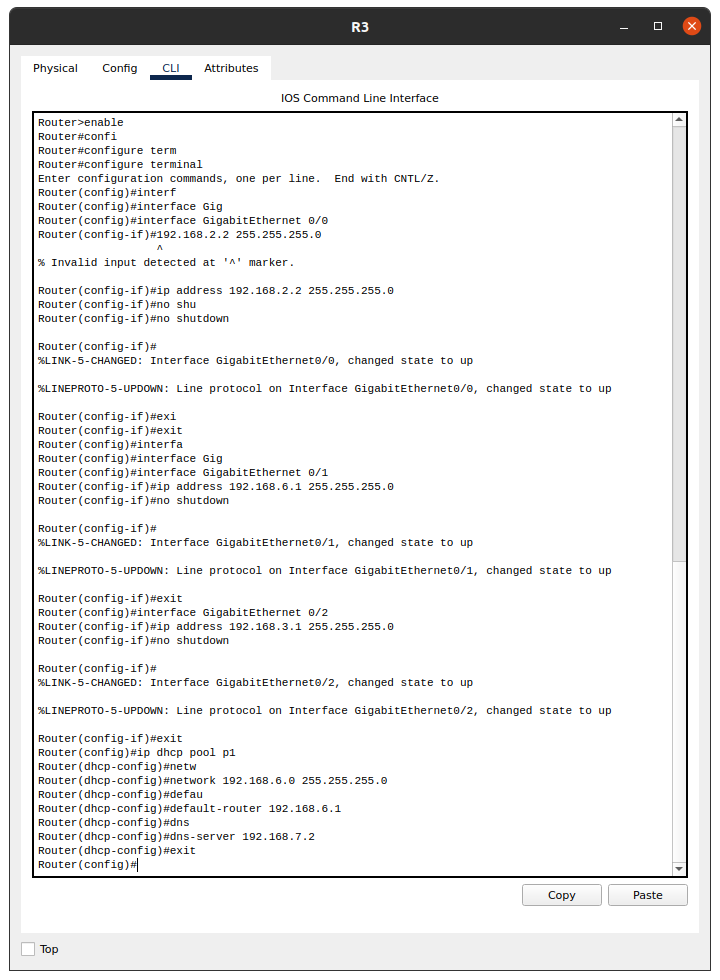 R3
Physical Config CLI Attributes
IOS Command Line Interface
Router>enable
Router#confi
Router#configure term
Router#configure terminal
Enter configuration commands, one per line.  End with CNTL/Z.
Router(config)#interf
Router(config)#interface Gig
Router(config)#interface GigabitEthernet 0/0
Router(config-if)#192.168.2.2 255.255.255.0
^
% Invalid input detected at '^' marker.
Router(config-if)#ip address 192.168.2.2 255.255.255.0
Router(config-if)#no shu
Router(config-if)#no shutdown
Router(config-if)#
%LINK-5-CHANGED: Interface GigabitEthernet0/0, changed state to up
%LINEPROTO-5-UPDOWN: Line protocol on Interface GigabitEthernet0/0, changed state to up
Router(config-if)#exi
Router(config-if)#exit
Router(config)#interfa
Router(config)#interface Gig
Router(config)#interface GigabitEthernet 0/1
Router(config-if)#ip address 192.168.6.1 255.255.255.0
Router(config-if)#no shutdown
Router(config-if)#
%LINK-5-CHANGED: Interface GigabitEthernet0/1, changed state to up
%LINEPROTO-5-UPDOWN: Line protocol on Interface GigabitEthernet0/1, changed state to up
Router(config-if)#exit
Router(config)#interface GigabitEthernet 0/2
Router(config-if)#ip address 192.168.3.1 255.255.255.0
Router(config-if)#no shutdown
Router(config-if)#
%LINK-5-CHANGED: Interface GigabitEthernet0/2, changed state to up
%LINEPROTO-5-UPDOWN: Line protocol on Interface GigabitEthernet0/2, changed state to up
Router(config-if)#exit
Router(config)#ip dhcp pool p1
Router(dhcp-config)#netw
Router(dhcp-config)#network 192.168.6.0 255.255.255.0
Router(dhcp-config)#defau
Router(dhcp-config)#default-router 192.168.6.1
Router(dhcp-config)#dns
Router(dhcp-config)#dns-server 192.168.7.2
Router(dhcp-config)#exit
Router(config)#
Copy Paste
Top